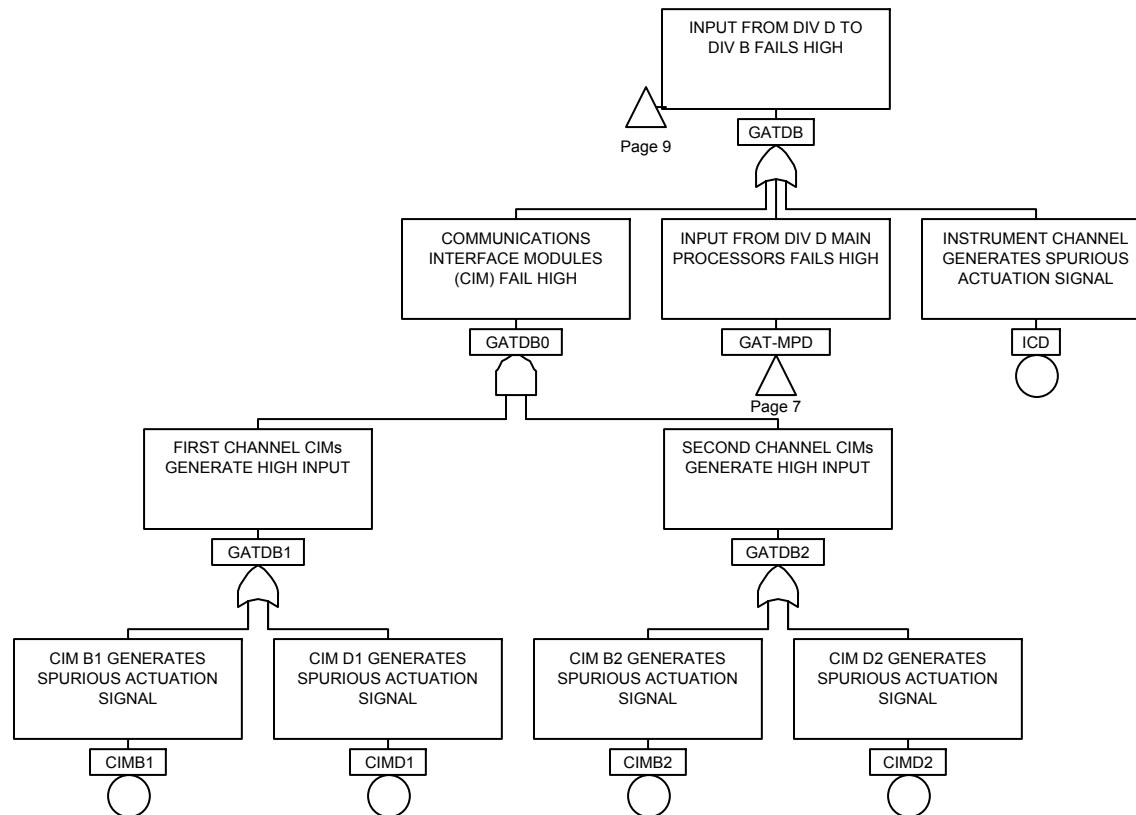 INPUT FROM DIV D TO
DIV B FAILS HIGH
Page 9
GATDB
COMMUNICATIONS
INTERFACE MODULES
(CIM) FAIL HIGH
GATDB0
INPUT FROM DIV D MAIN
PROCESSORS FAILS HIGH
GAT-MPD
Page 7
INSTRUMENT CHANNEL
GENERATES SPURIOUS
ACTUATION SIGNAL
ICD
FIRST CHANNEL CIMs
GENERATE HIGH INPUT
GATDB1
SECOND CHANNEL CIMs
GENERATE HIGH INPUT
GATDB2
CIM B1 GENERATES
SPURIOUS ACTUATION
SIGNAL
CIMB1
CIM D1 GENERATES
SPURIOUS ACTUATION
SIGNAL
CIMD1
CIM B2 GENERATES
SPURIOUS ACTUATION
SIGNAL
CIMB2
CIM D2 GENERATES
SPURIOUS ACTUATION
SIGNAL
CIMD2